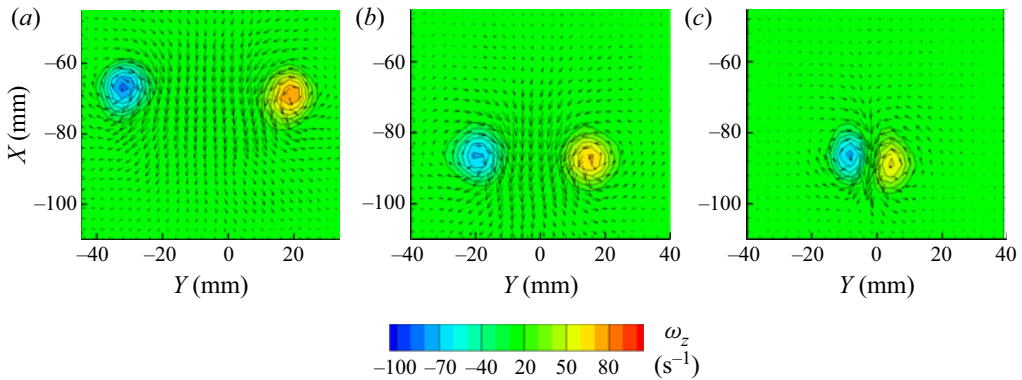 (a) (b) (c)
–60 –60 –60
X (mm) –80 –80 –80
–100 –100 –100
–40 –20 0 20 –40 –20 0 20 40 –40 –20 0 20 40
Y (mm) Y (mm) Y (mm)
ω_z
–100 –70 –40 20 50 80 (s⁻¹)